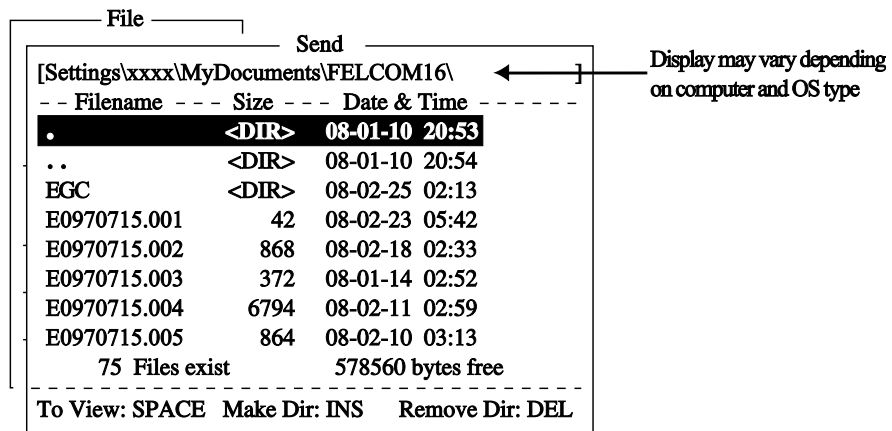 File
Send
[Settings\xxxx\MyDocuments\FELCOM16\ ]
Display may vary depending
on computer and OS type
- - Filename - - - Size - - - Date & Time - - - - - -
. <DIR> 08-01-10 20:53
. . <DIR> 08-01-10 20:54
EGC <DIR> 08-02-25 02:13
E0970715.001 42 08-02-23 05:42
E0970715.002 868 08-02-18 02:33
E0970715.003 372 08-01-14 02:52
E0970715.004 6794 08-02-11 02:59
E0970715.005 864 08-02-10 03:13
75 Files exist 578560 bytes free
To View: SPACE Make Dir: INS Remove Dir: DEL